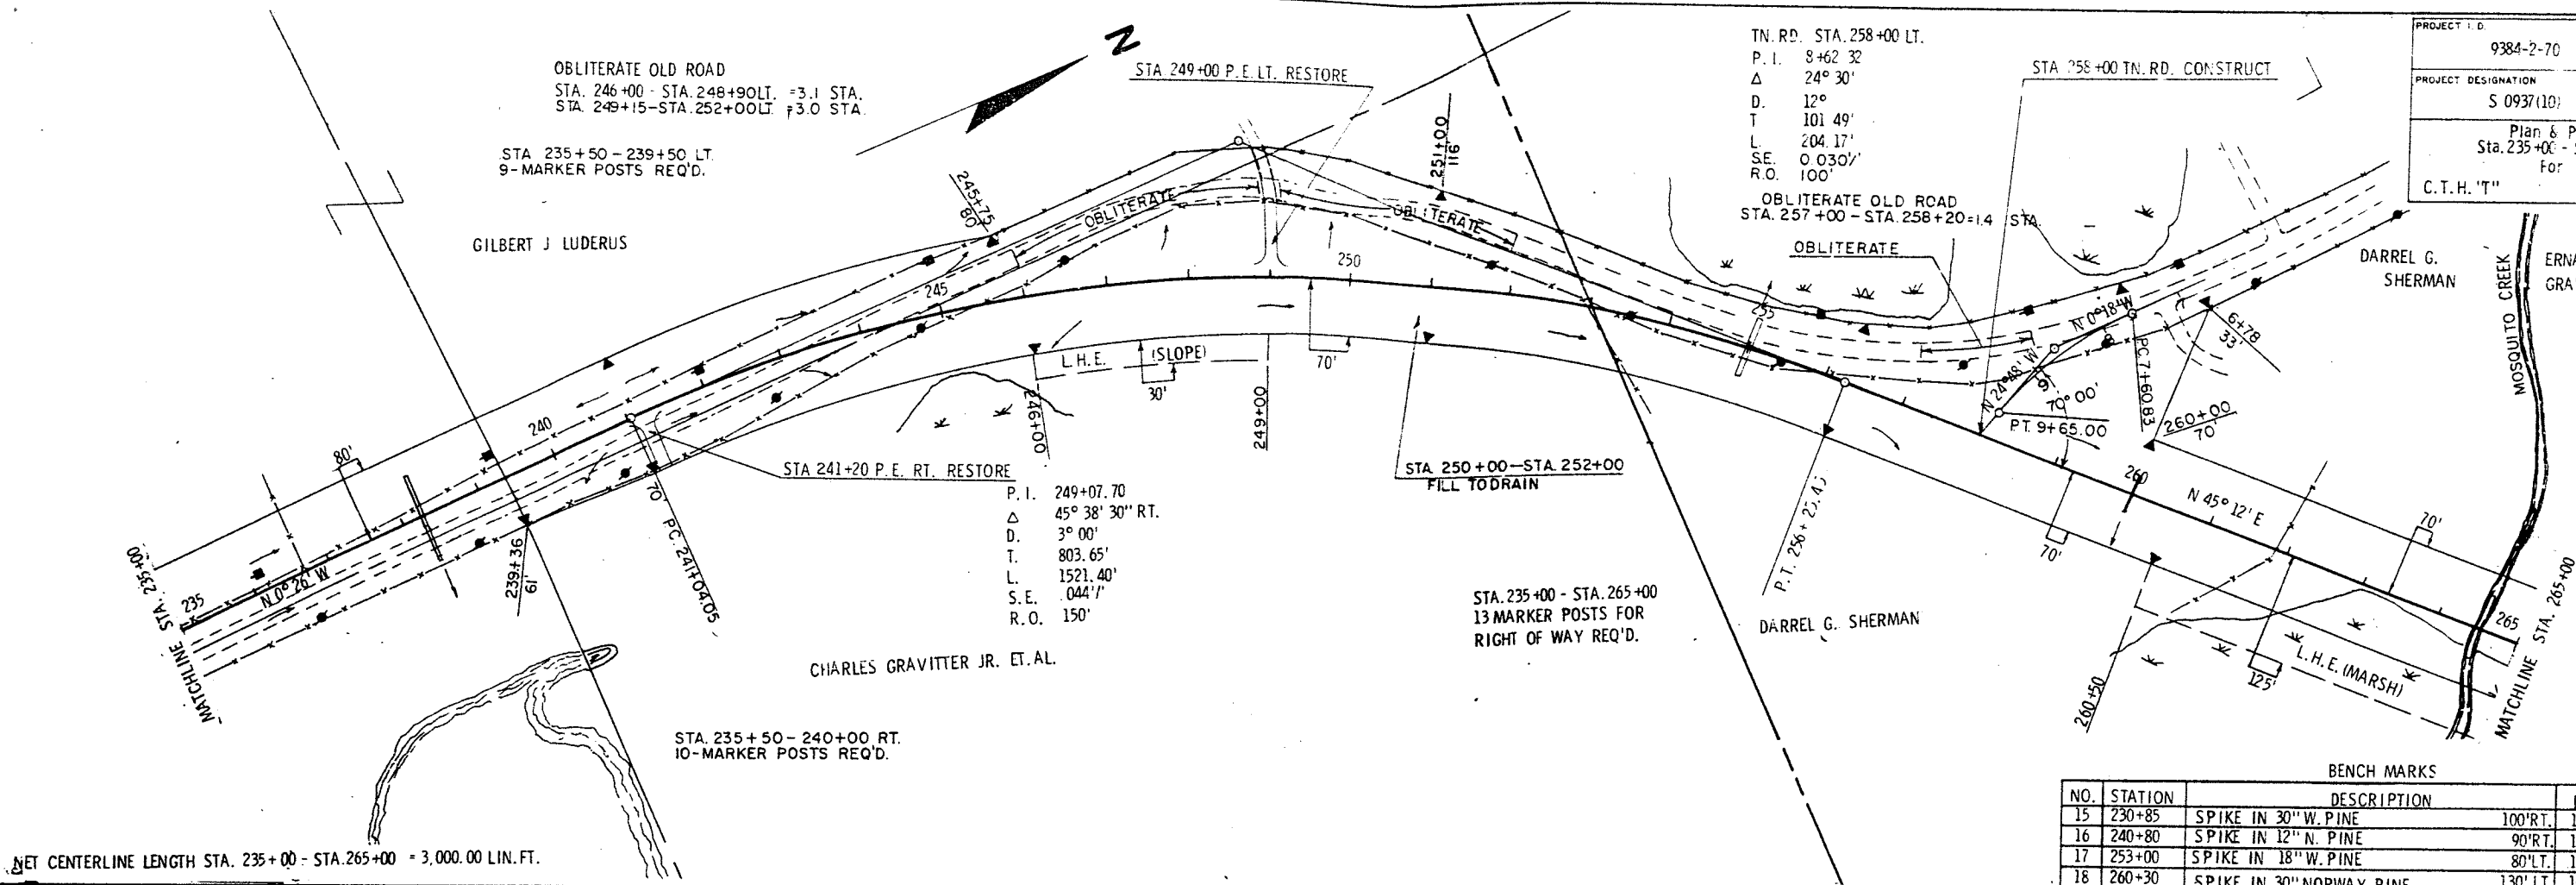 OBLITERATE OLD ROAD
STA. 246+00 - STA. 248+90LT. =3.1 STA.
STA. 249+15-STA.252+00LT. =3.0 STA.
STA 235+50-239+50 LT.
9-MARKER POSTS REQ'D.
GILBERT J LUDERUS
N
STA. 249+00 P.E. LT. RESTORE
TN. RD. STA. 258+00 LT.
P. I. 8+62 32
Δ 24° 30'
D. 12°
T 101 49'
L. 204. 17'
S.E. 0.030'/'
R.O. 100'
OBLITERATE OLD ROAD
STA. 257+00 - STA. 258+20=1.4 STA.
OBLITERATE
STA 258+00 TN. RD. CONSTRUCT
PROJECT I.D.
9384-2-70
PROJECT DESIGNATION
S 0937(10)
Plan & P
Sta. 235+00 -
For
C.T.H. "T"
245+75
80'
OBLITERATE
251+00
116'
OBLITERATE
245
250
255
240
235
80'
N 0° 26' W
MATCHLINE STA. 235+00
239+36
61'
70'
P.C. 241+04.05
STA 241+20 P.E. RT. RESTORE
246+00
L.H.E. (SLOPE)
30'
249+00
70'
P. I. 249+07.70
Δ 45° 38' 30" RT.
D. 3° 00'
T. 803.65'
L. 1521.40'
S.E. .044'/'
R.O. 150'
STA. 250+00-STA. 252+00
FILL TO DRAIN
CHARLES GRAVITTER JR. ET. AL.
STA. 235+00 - STA. 265+00
13 MARKER POSTS FOR
RIGHT OF WAY REQ'D.
P.T. 256+25.45
DARREL G. SHERMAN
N 24° 48' W
N 0° 18' W
9
8
70° 00'
P.T. 9+65.00
P.C. 7+60.83
6+78
33'
260+00
70'
260
N 45° 12' E
70'
70'
DARREL G.
SHERMAN
MOSQUITO CREEK
ERNA
GRA
265
MATCHLINE STA. 265+00
L.H.E. (MARSH)
125'
260+50
STA. 235+50-240+00 RT.
10-MARKER POSTS REQ'D.
NET CENTERLINE LENGTH STA. 235+00 - STA.265+00 = 3,000.00 LIN. FT.
BENCH MARKS
NO. STATION DESCRIPTION
15 230+85 SPIKE IN 30" W. PINE 100'RT.
16 240+80 SPIKE IN 12" N. PINE 90'RT.
17 253+00 SPIKE IN 18" W. PINE 80'LT.
18 260+30 SPIKE IN 30" NORWAY PINE 130' LT